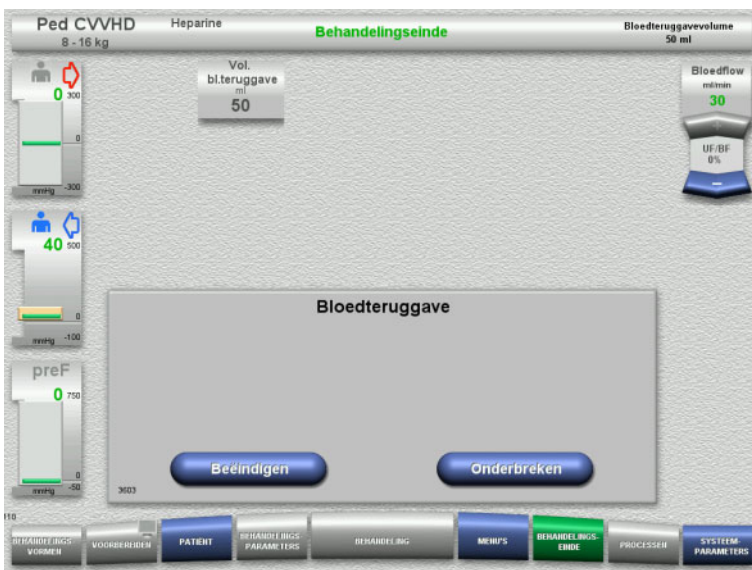 Ped CVVHD
8 - 16 kg
Heparine
Behandelingseinde
Bloedteruggavevolume
50 ml
0
300
0
mmHg
-300
Vol.
bl.teruggave
ml
50
Bloedflow
ml/min
30
UF/BF
0%
40
500
0
mmHg
-100
preF
0
750
0
mmHg
-50
Bloedteruggave
Beëindigen
Onderbreken
3603
110
BEHANDELINGS-
VORMEN
VOORBEREIDEN
PATIËNT
BEHANDELINGS-
PARAMETERS
BEHANDELING
MENU'S
BEHANDELINGS-
EINDE
PROCESSEN
SYSTEEM-
PARAMETERS